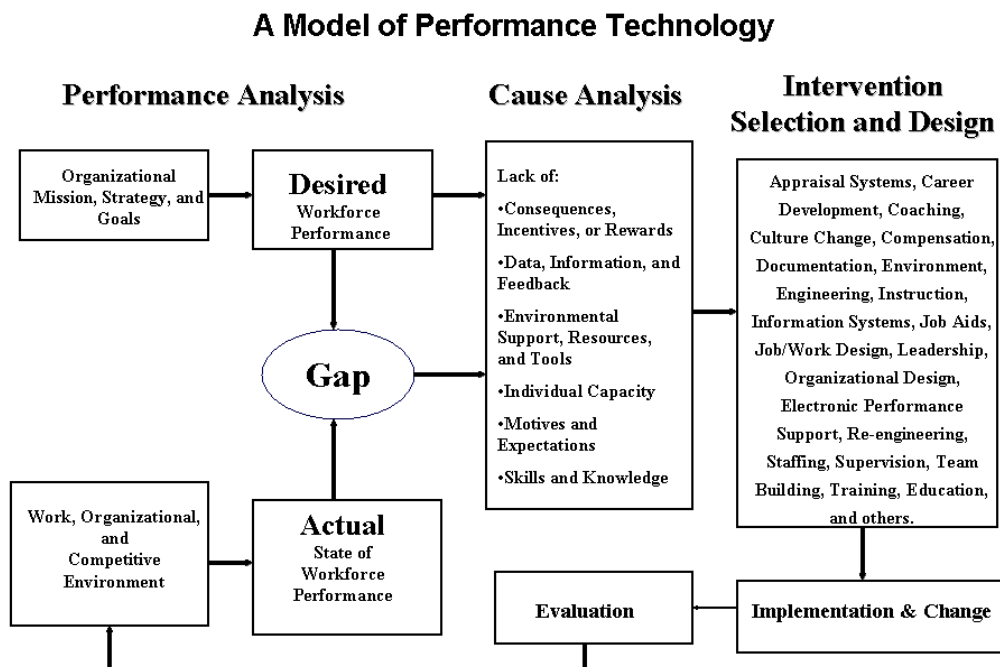 A Model of Performance Technology
Performance Analysis
Cause Analysis
Intervention
Selection and Design
Organizational
Mission, Strategy, and
Goals
Desired
Workforce
Performance
Gap
Work, Organizational,
and
Competitive
Environment
Actual
State of
Workforce
Performance
Lack of:
•Consequences,
Incentives, or Rewards
•Data, Information, and
Feedback
•Environmental
Support, Resources,
and Tools
•Individual Capacity
•Motives and
Expectations
•Skills and Knowledge
Appraisal Systems, Career
Development, Coaching,
Culture Change, Compensation,
Documentation, Environment,
Engineering, Instruction,
Information Systems, Job Aids,
Job/Work Design, Leadership,
Organizational Design,
Electronic Performance
Support, Re-engineering,
Staffing, Supervision, Team
Building, Training, Education,
and others.
Implementation & Change
Evaluation